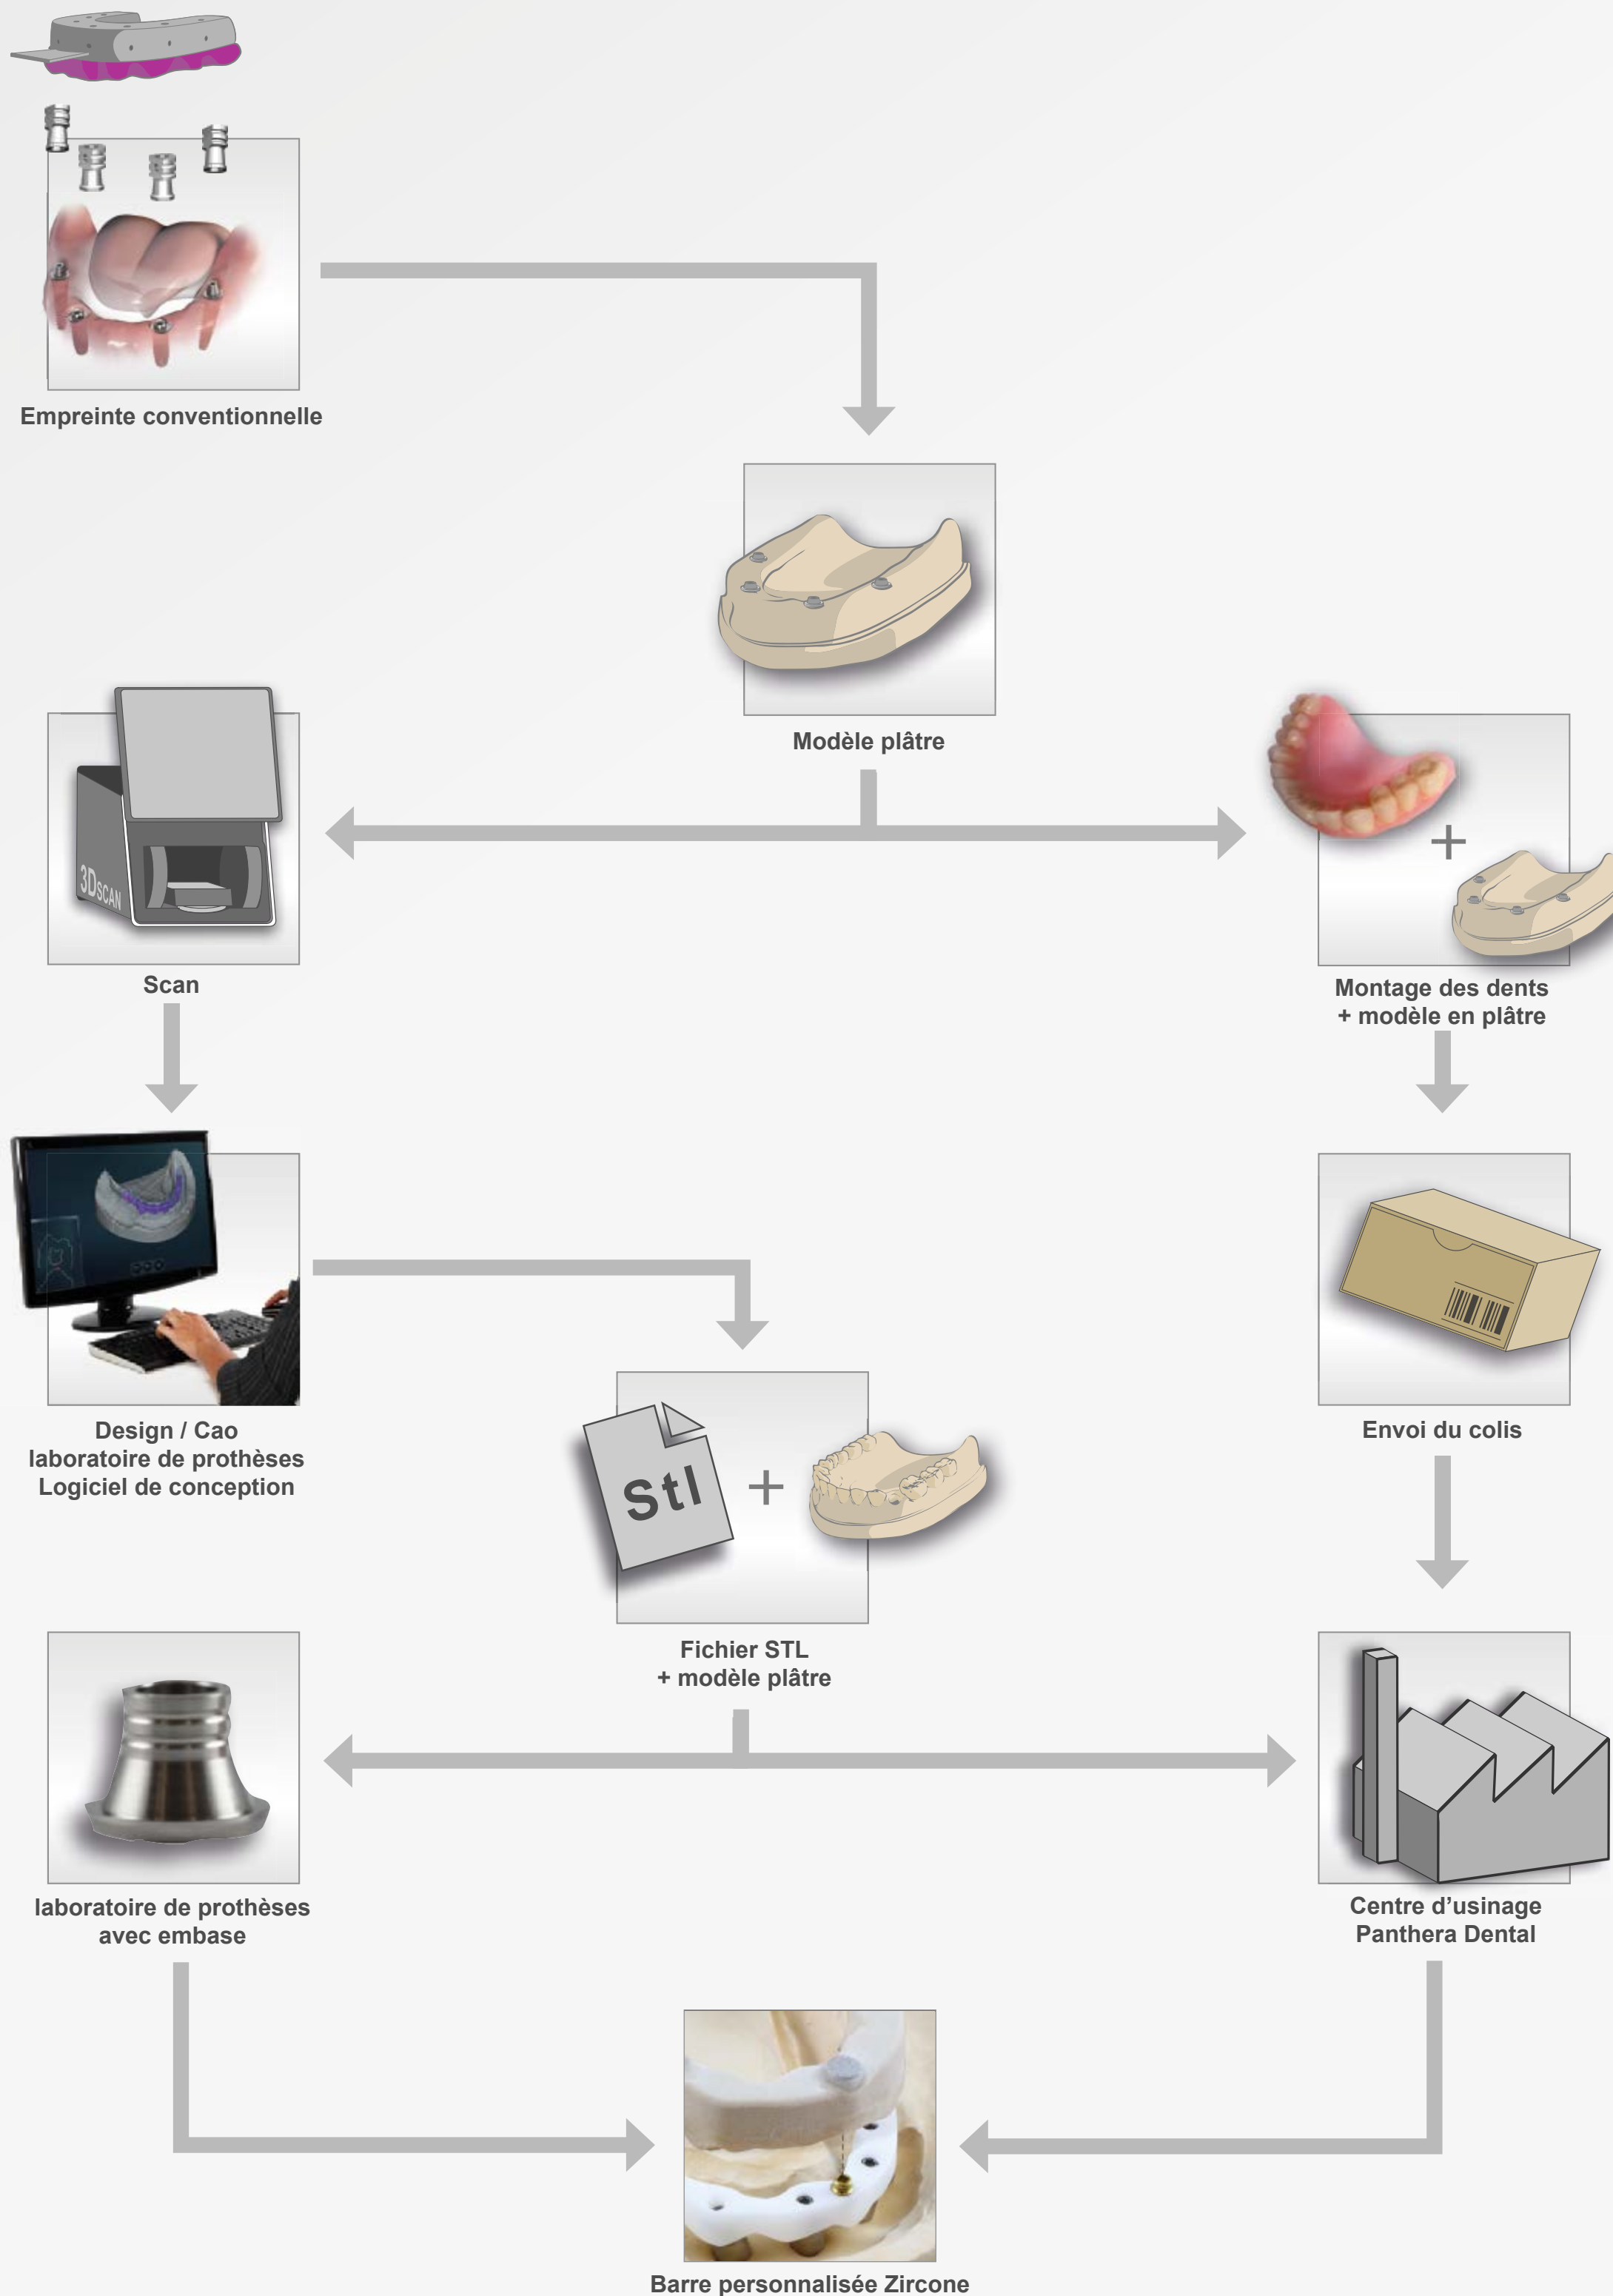 Empreinte conventionnelle
Modèle plâtre
3DSCAN
Scan
+
Montage des dents
+ modèle en plâtre
Design / Cao
laboratoire de prothèses
Logiciel de conception
Envoi du colis
Stl
+
Fichier STL
+ modèle plâtre
laboratoire de prothèses
avec embase
Centre d’usinage
Panthera Dental
Barre personnalisée Zircone